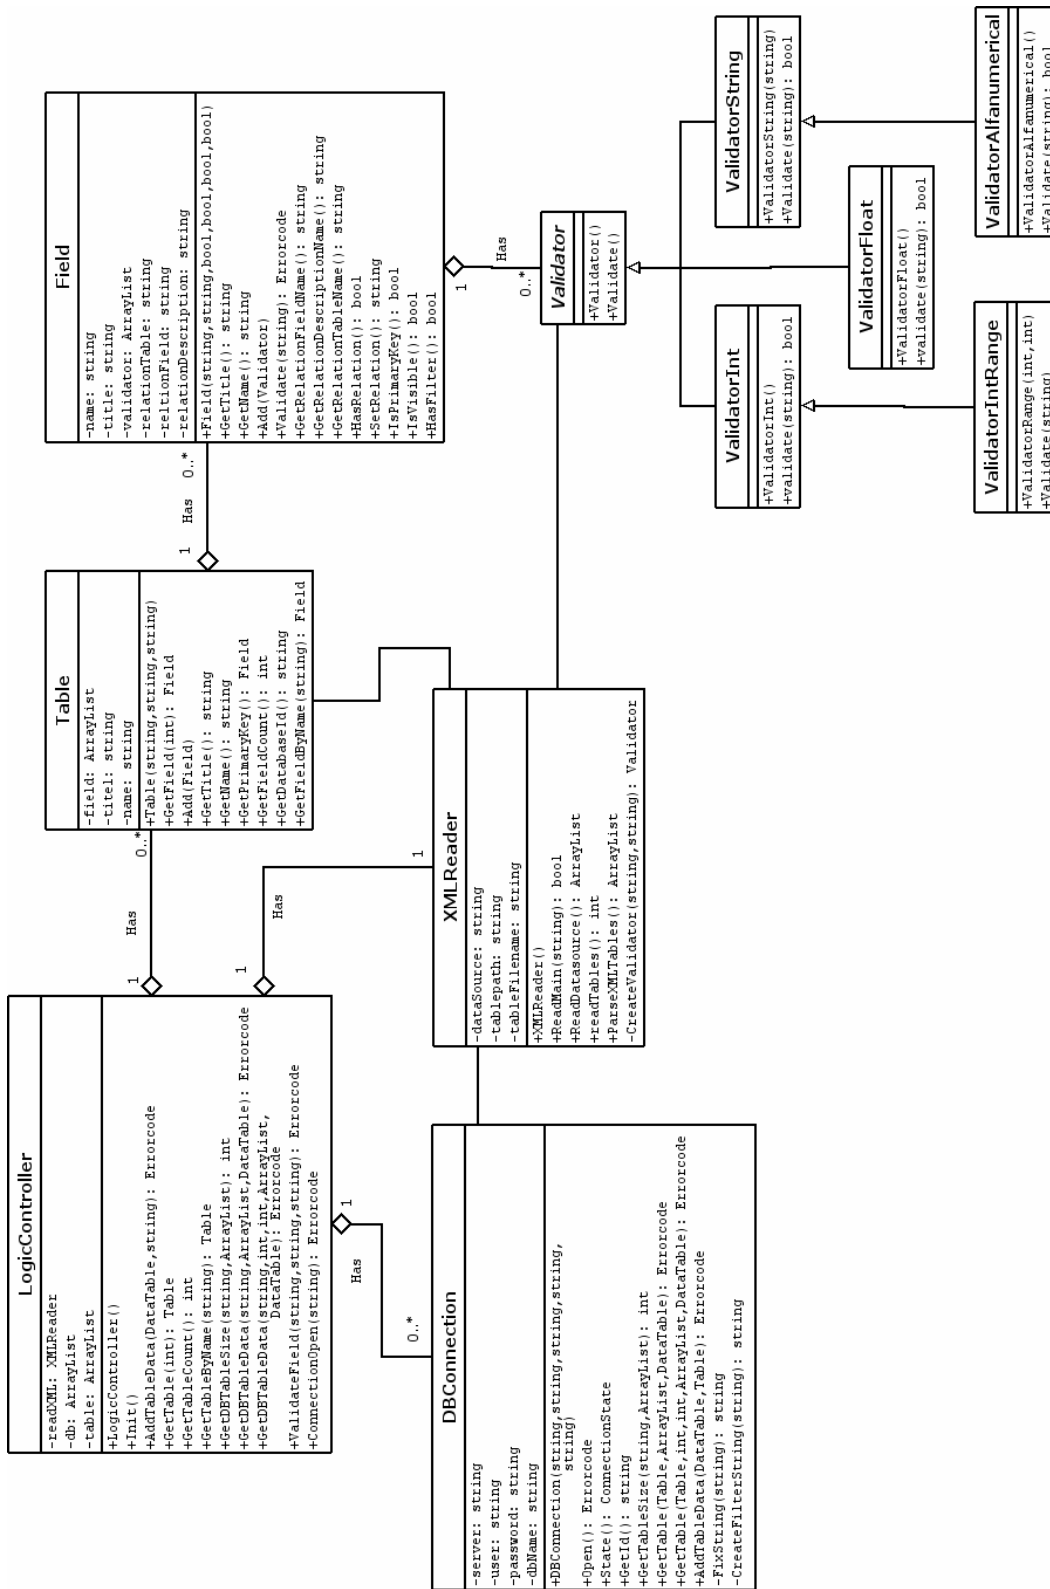 LogicController
-readXML: XMLReader
-db: ArrayList
-table: ArrayList
+LogicController()
+Init()
+AddTableData(DataTable,string): Errorcode
+GetTable(int): Table
+GetTableCount(): int
+GetTableByName(string): Table
+GetDBTableSize(string,ArrayList): int
+GetDBTableData(string,ArrayList,DataTable): Errorcode
+GetDBTableData(string,int,int,ArrayList,
DataTable): Errorcode
+ValidateField(string,string): Errorcode
+ConnectionOpen(string): Errorcode
1
Has
0..*
1
Has
1
1
Has
0..*
Table
-field: ArrayList
-titel: string
-name: string
+Table(string,string,string)
+GetField(int): Field
+Add(Field)
+GetTitle(): string
+GetName(): string
+GetPrimaryKey(): Field
+GetFieldCount(): int
+GetDatabaseId(): string
+GetFieldByName(string): Field
1
Has
0..*
Field
-name: string
-title: string
-validator: ArrayList
-relationTable: string
-reltionField: string
-relationDescription: string
+Field(string,string,bool,bool,bool)
+GetTitle(): string
+GetName(): string
+Add(Validator)
+Validate(string): Errorcode
+GetRelationFieldName(): string
+GetRelationDescriptionName(): string
+GetRelationTableName(): string
+HasRelation(): bool
+SetRelation(): string
+IsPrimaryKey(): bool
+IsVisible(): bool
+HasFilter(): bool
1
Has
0..*
DBConnection
-server: string
-user: string
-password: string
-dbName: string
+DBConnection(string,string,string,string,
string)
+Open(): Errorcode
+State(): ConnectionState
+GetId(): string
+GetTableSize(string,ArrayList): int
+GetTable(Table,ArrayList,DataTable): Errorcode
+GetTable(Table,int,int,ArrayList,DataTable): Errorcode
+AddTableData(DataTable,Table): Errorcode
-FixString(string): string
-CreateFilterString(string): string
XMLReader
-dataSource: string
-tablepath: string
-tableFilename: string
+XMLReader()
+ReadMain(string): bool
+ReadDatasource(): ArrayList
+readTables(): int
+ParseXMLTables(): ArrayList
-CreateValidator(string,string): Validator
Validator
+Validator()
+Validate()
ValidatorInt
+ValidatorInt()
+validate(string): bool
ValidatorString
+ValidatorString(string)
+Validate(string): bool
ValidatorFloat
+ValidatorFloat()
+validate(string): bool
ValidatorIntRange
+ValidatorRange(int,int)
+Validate(string)
ValidatorAlfanumerical
+ValidatorAlfanumerical()
+Validate(string): bool